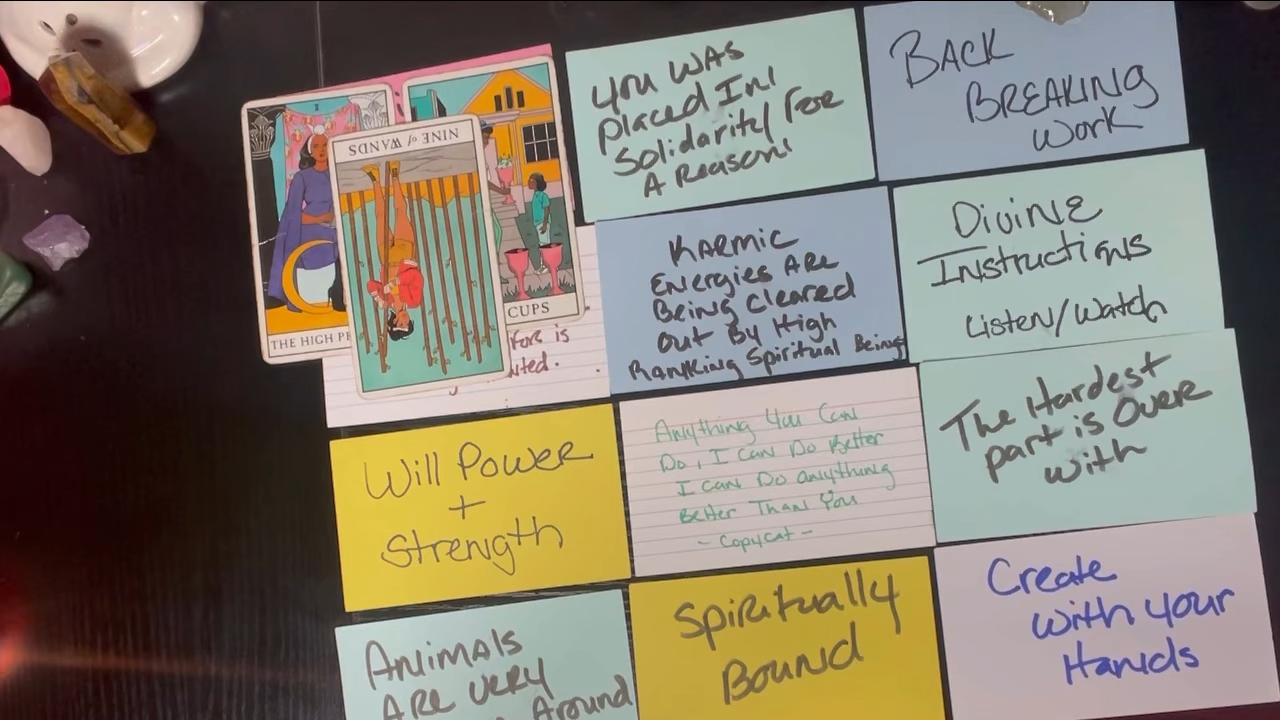 I
THE HIGH
NINE of WANDS
CUPS
is
YOU WAS
Placed IN/
Solidarity/ For
A Reason!
BACK
BREAKING
Work
KARMIC
ENERGIES ARE
BEING CLEARED
OUT BY HIGH
RANKING Spiritual Beings
DIVINE
Instructions
Listen/Watch
Will POWER
+
Strength
Anything You Can
Do, I CAN DO Better
I CAN DO anything
Better Than You
- Copycat -
The Hardest
part is OVER
with
ANIMALS
ARE VERY
Around
Spiritually
Bound
Create
with your
Hands